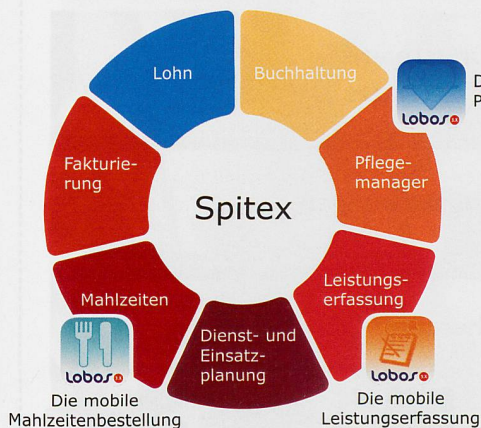 Lohn
Buchhaltung
D
P
Lobos
Fakturie-
rung
Pflege-
manager
Spitex
Mahlzeiten
Leistungs-
erfassung
Dienst- und
Einsatz-
planung
Lobos
Lobos
Die mobile
Mahlzeitenbestellung
Die mobile
Leistungserfassung